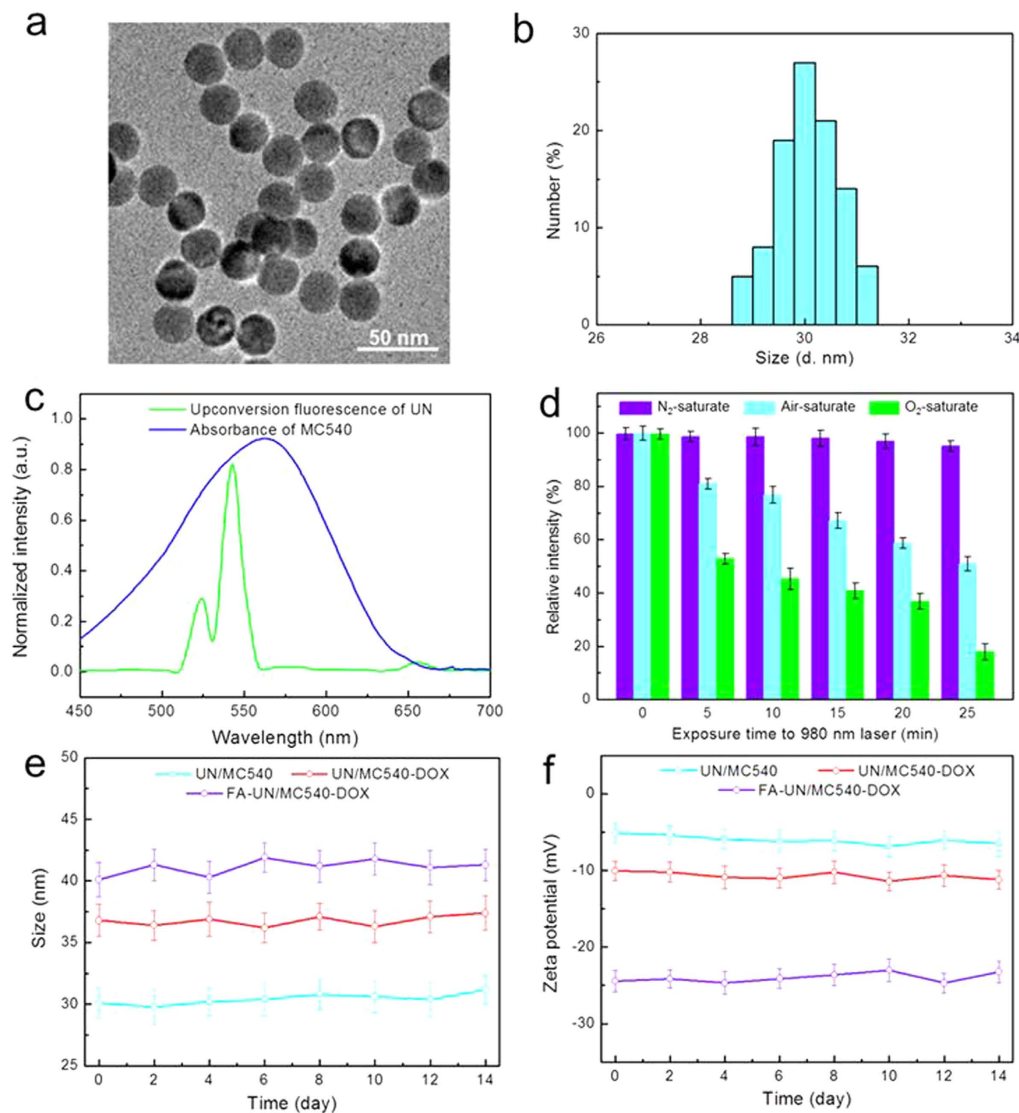 a
50 nm
b
30
20
10
0
26
28
30
32
34
Number (%)
Size (d. nm)
c
Upconversion fluorescence of UN
Absorbance of MC540
1.0
0.8
0.6
0.4
0.2
0.0
450
500
550
600
650
700
Normalized intensity (a.u.)
Wavelength (nm)
d
N₂-saturate
Air-saturate
O₂-saturate
100
80
60
40
20
0
0
5
10
15
20
25
Relative intensity (%)
Exposure time to 980 nm laser (min)
e
UN/MC540
UN/MC540-DOX
FA-UN/MC540-DOX
50
45
40
35
30
25
0
2
4
6
8
10
12
14
Size (nm)
Time (day)
f
UN/MC540
UN/MC540-DOX
FA-UN/MC540-DOX
0
-10
-20
-30
0
2
4
6
8
10
12
14
Zeta potential (mV)
Time (day)